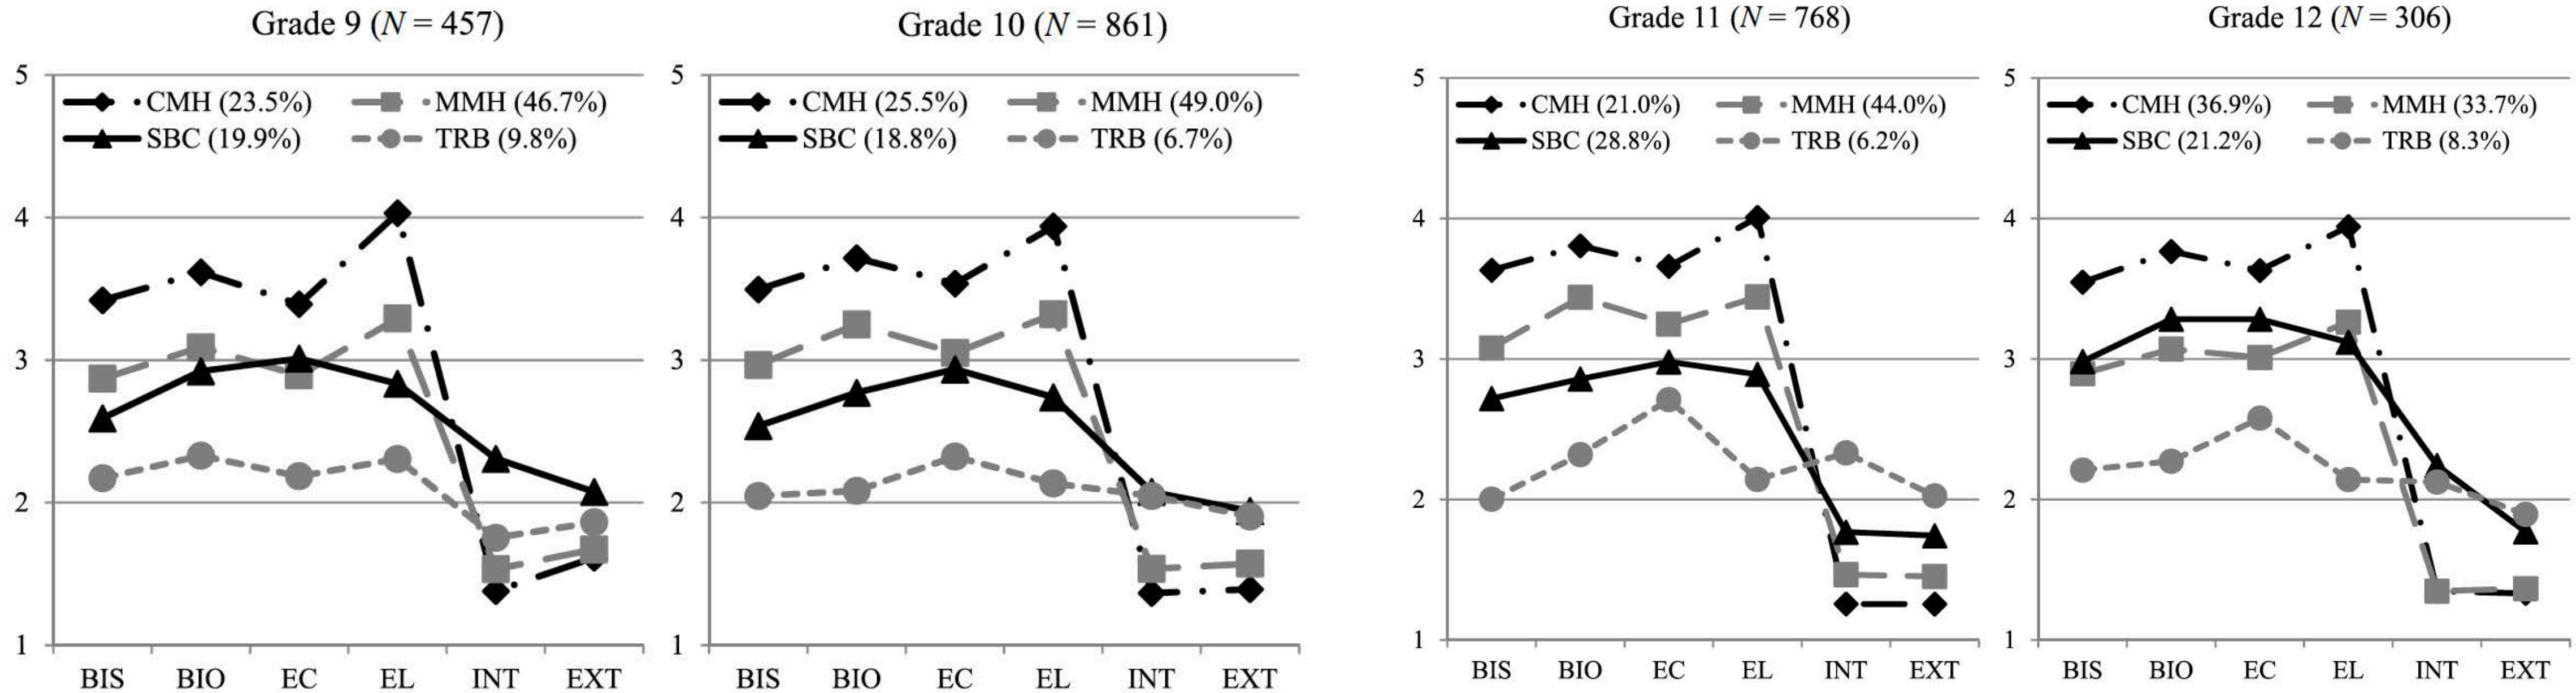 Grade 9 (N = 457)
5
CMH (23.5%) MMH (46.7%)
SBC (19.9%) TRB (9.8%)
4
3
2
1
BIS BIO EC EL INT EXT
Grade 10 (N = 861)
5
CMH (25.5%) MMH (49.0%)
SBC (18.8%) TRB (6.7%)
4
3
2
1
BIS BIO EC EL INT EXT
Grade 11 (N = 768)
5
CMH (21.0%) MMH (44.0%)
SBC (28.8%) TRB (6.2%)
4
3
2
1
BIS BIO EC EL INT EXT
Grade 12 (N = 306)
5
CMH (36.9%) MMH (33.7%)
SBC (21.2%) TRB (8.3%)
4
3
2
1
BIS BIO EC EL INT EXT